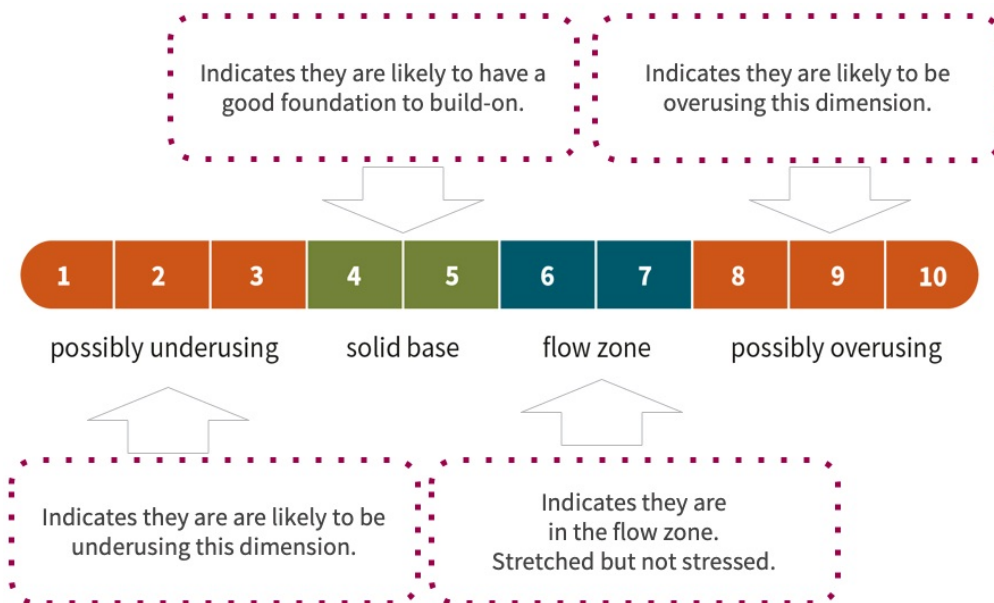 Indicates they are likely to have a
good foundation to build-on.
Indicates they are likely to be
overusing this dimension.
1 2 3 4 5 6 7 8 9 10
possibly underusing solid base flow zone possibly overusing
Indicates they are are likely to be
underusing this dimension.
Indicates they are
in the flow zone.
Stretched but not stressed.